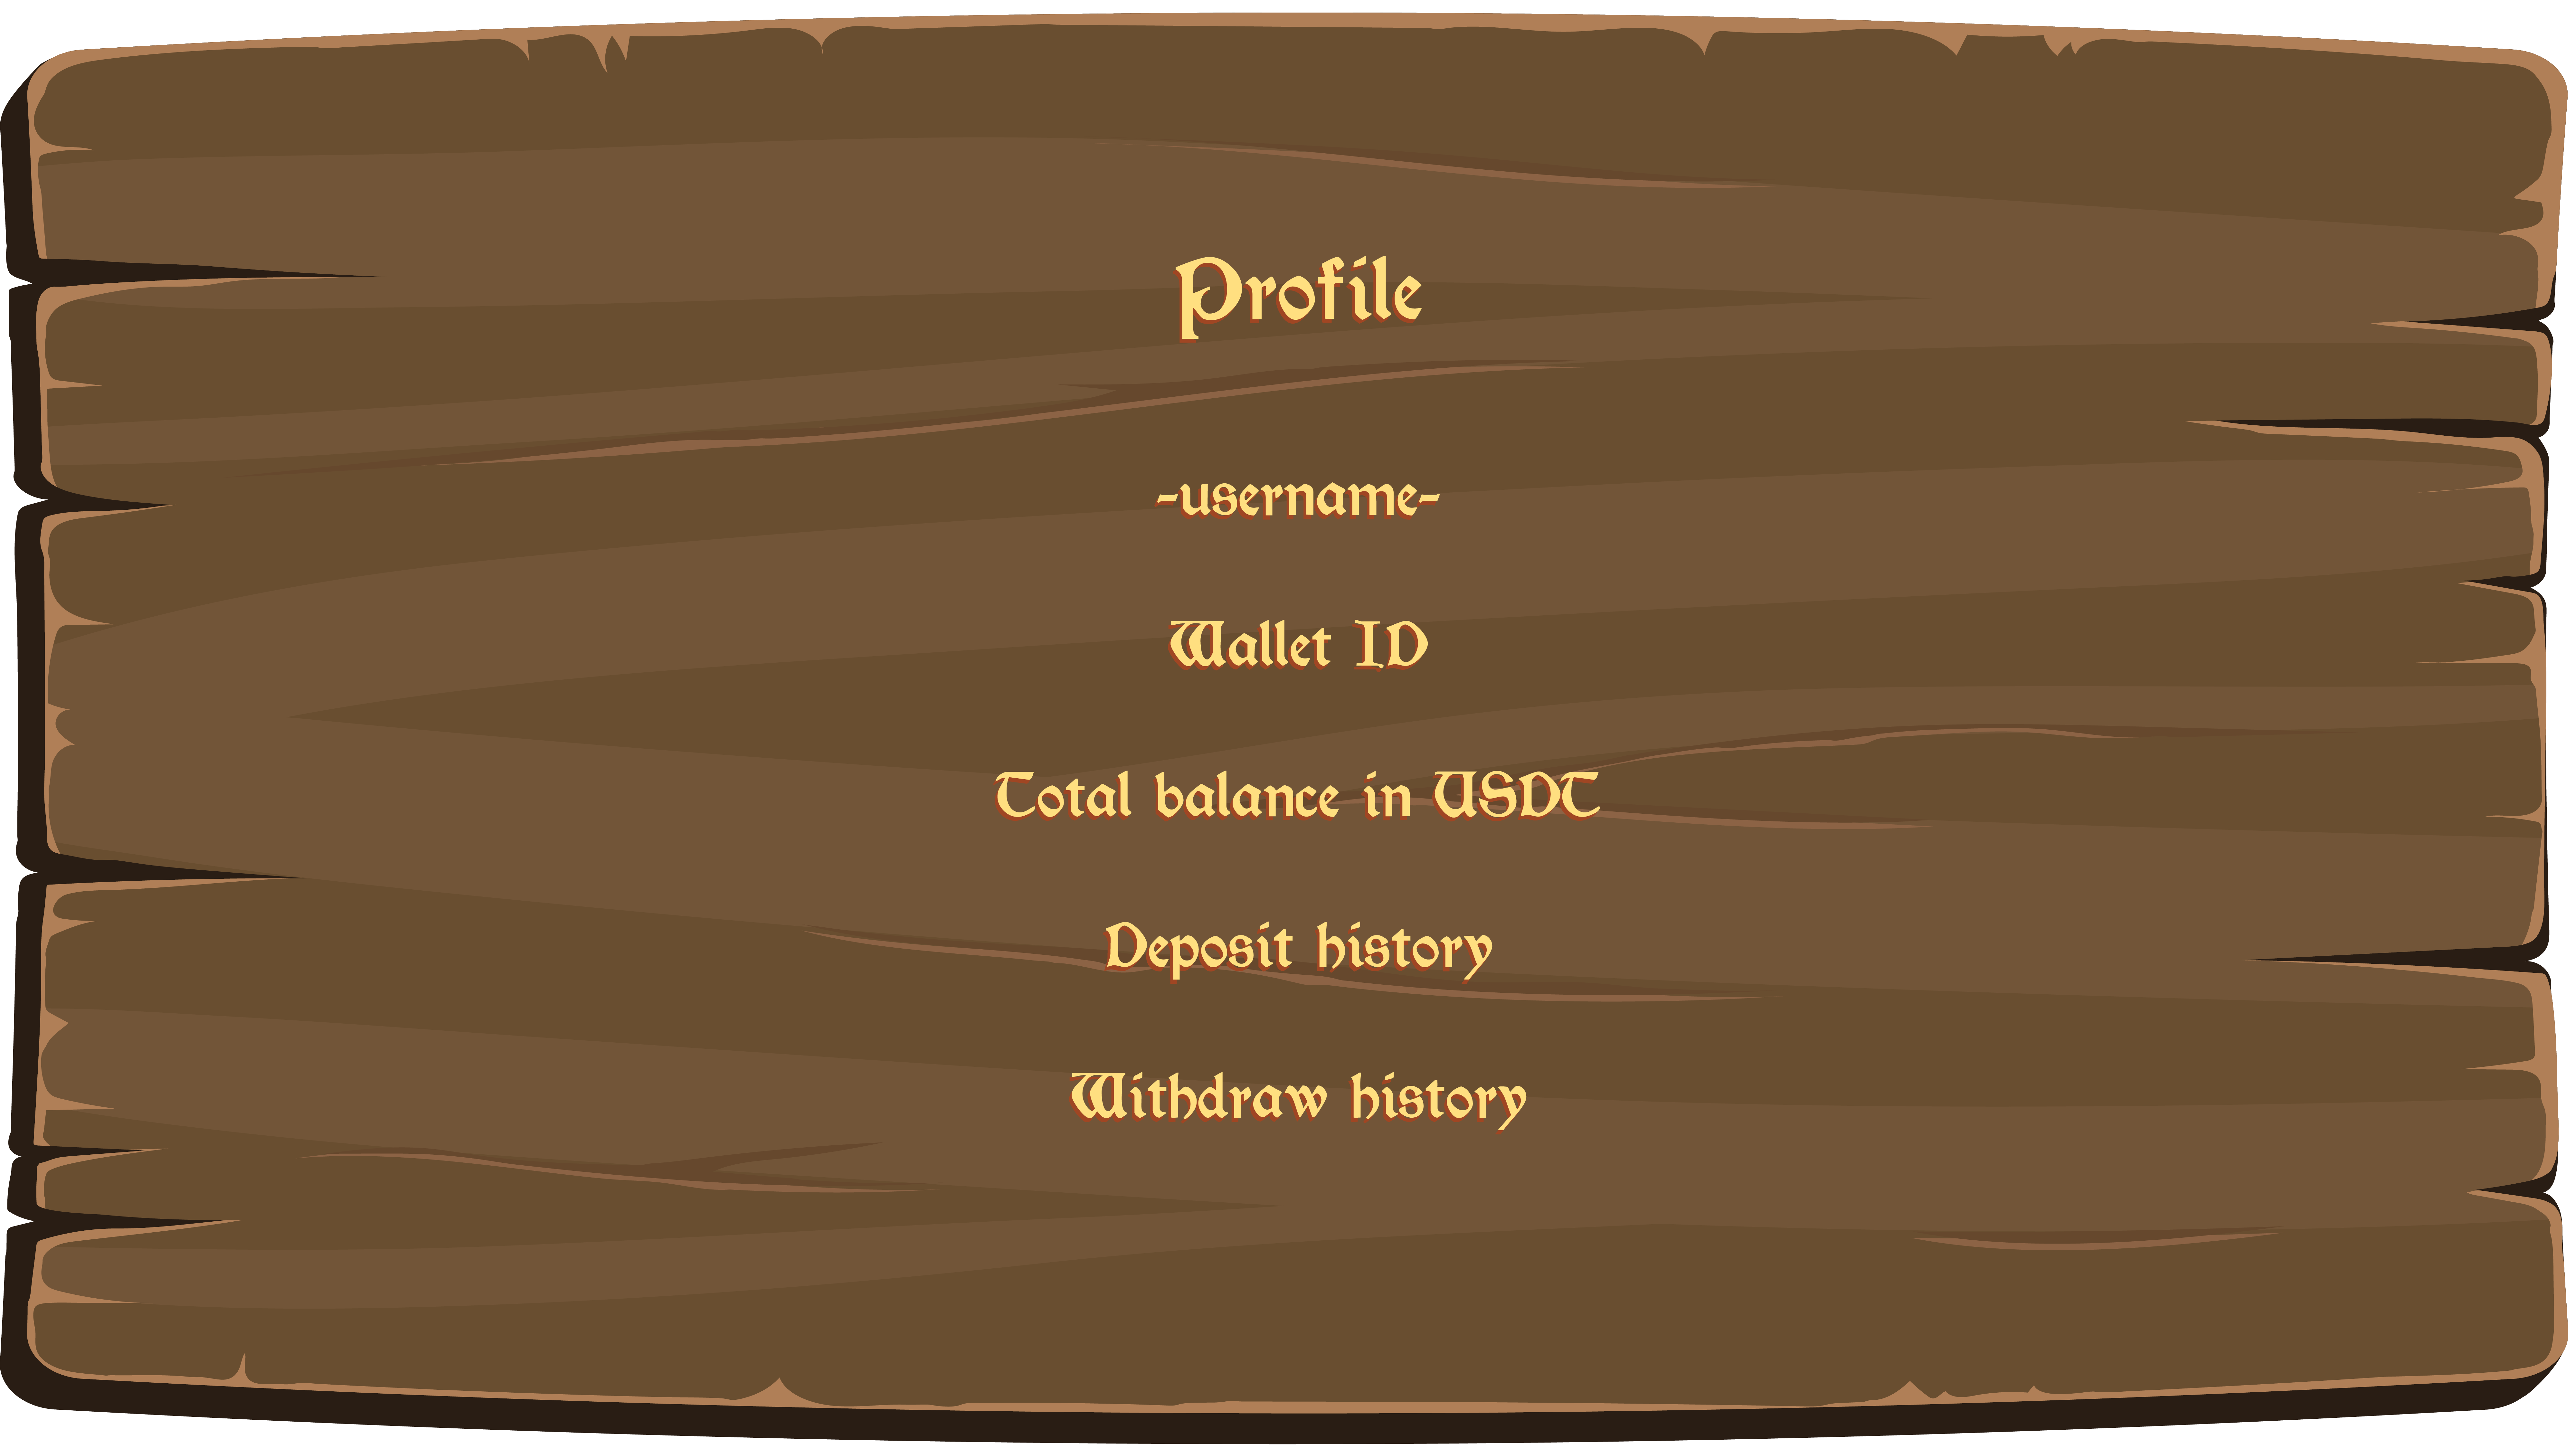 Profile
-username-
Wallet ID
Total balance in USDT
Deposit history
Withdraw history